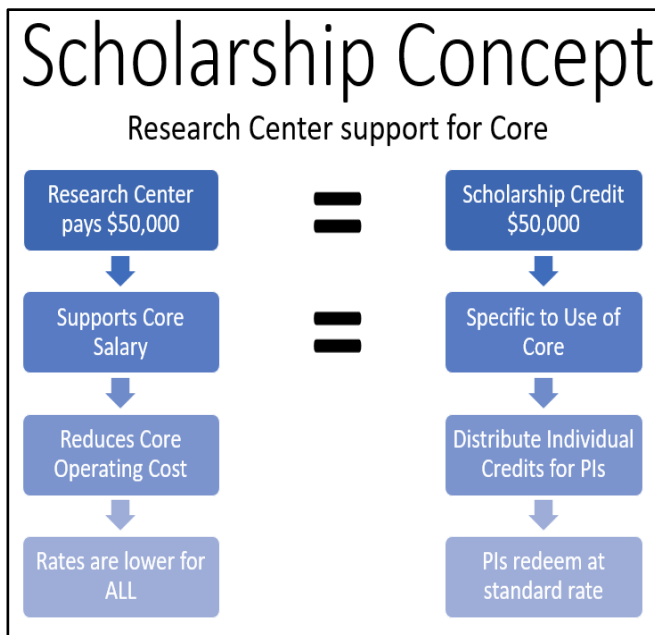 Scholarship Concept
Research Center support for Core
Research Center
pays $50,000
=
Scholarship Credit
$50,000
Supports Core
Salary
=
Specific to Use of
Core
Reduces Core
Operating Cost
Distribute Individual
Credits for PIs
Rates are lower for
ALL
PIs redeem at
standard rate